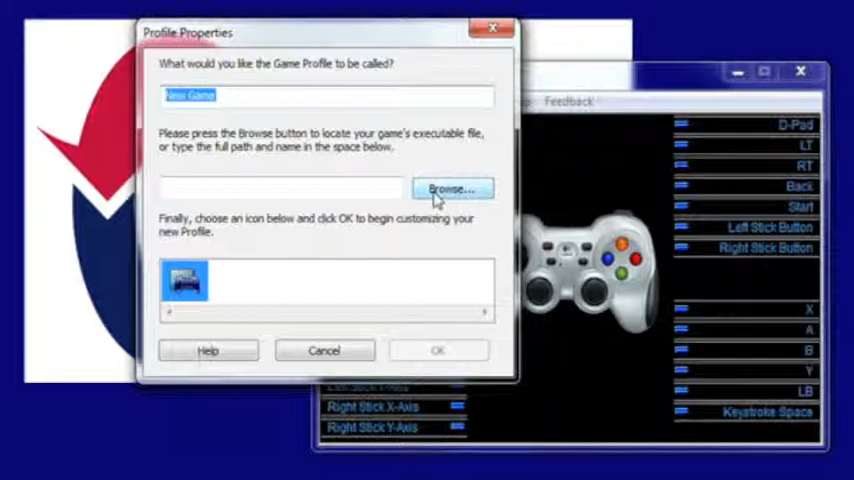 Profile Properties
What would you like the Game Profile to be called?
New Game
Please press the Browse button to locate your game's executable file,
or type the full path and name in the space below.
Browse...
Finally, choose an icon below and click OK to begin customizing your
new Profile.
Help
Cancel
OK
Feedback
D-Pad
LT
RT
Back
Start
Left Stick Button
Right Stick Button
X
A
B
Y
LB
Keystroke Space
Left Stick Y-Axis
Right Stick X-Axis
Right Stick Y-Axis